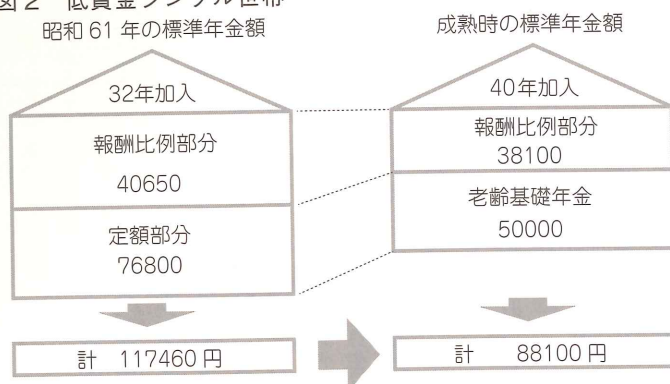 図2 低賃金シングル世帯
昭和61年の標準年金額
32年加入
報酬比例部分
40650
定額部分
76800
計 117460円
成熟時の標準年金額
40年加入
報酬比例部分
38100
老齢基礎年金
50000
計 88100円